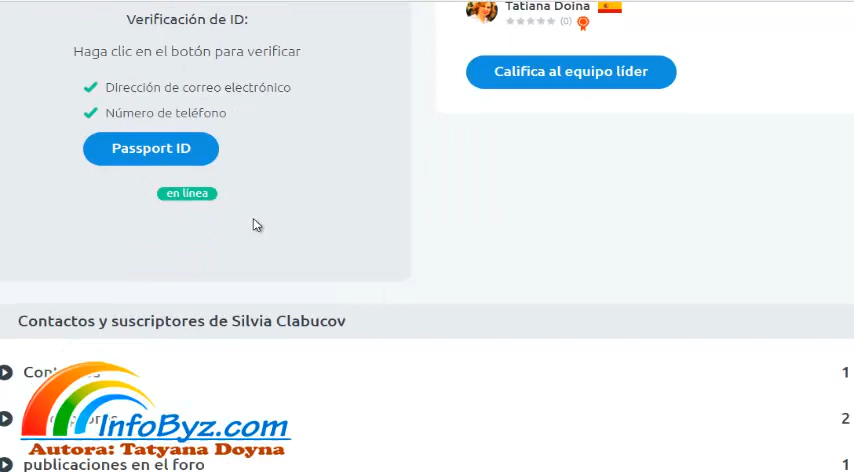 Verificación de ID:
Haga clic en el botón para verificar
Dirección de correo electrónico
Número de teléfono
Passport ID
en línea
Tatiana Doina
(0)
Califica al equipo líder
Contactos y suscriptores de Silvia Clabucov
1
2
InfoByz.com
Autora: Tatyana Doyna
publicaciones en el foro
1